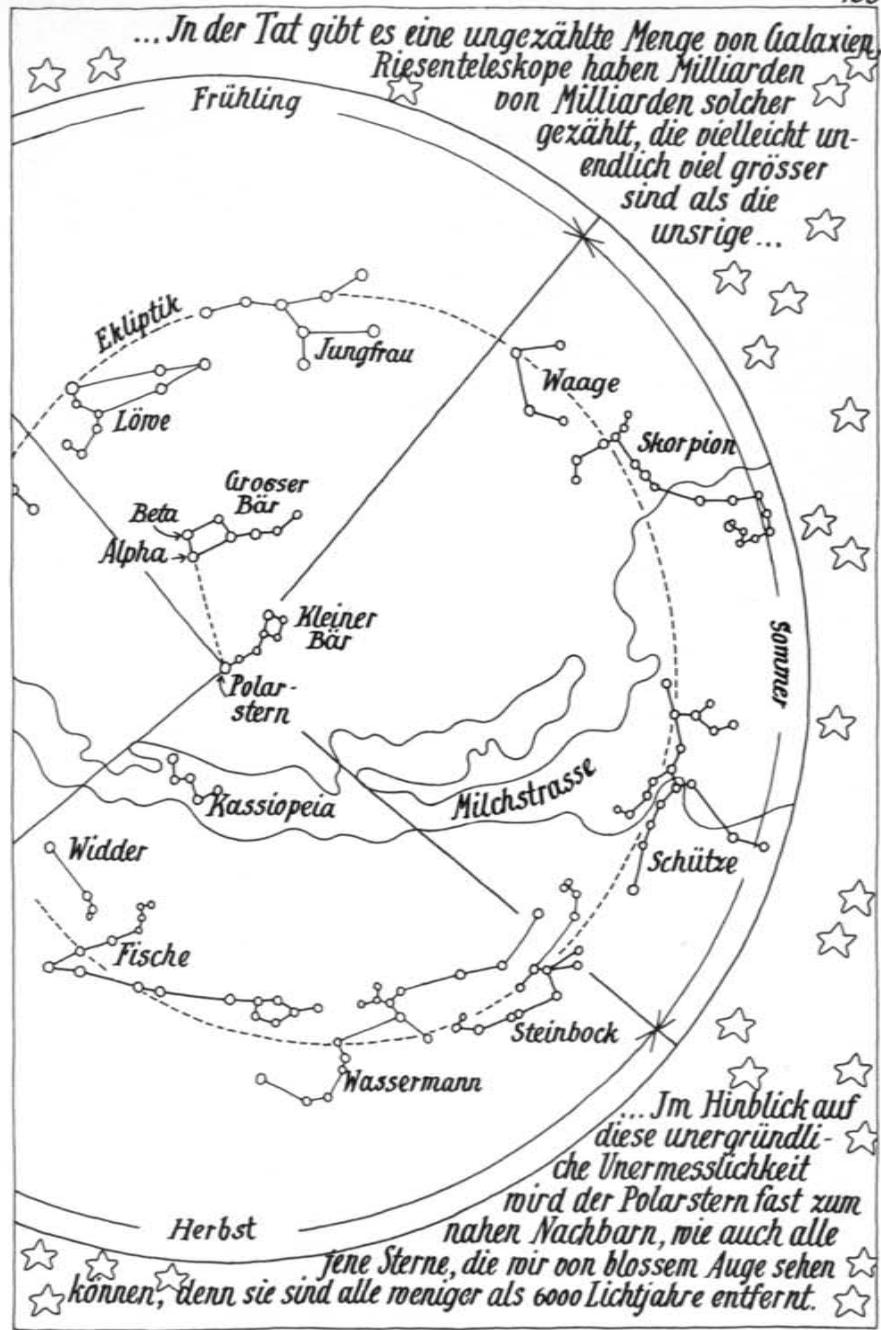 ...In der Tat gibt es eine ungezählte Menge von Galaxien,
Riesenteleskope haben Milliarden
von Milliarden solcher
gezählt, die vielleicht un-
endlich viel grösser
sind als die
unsrige...
Frühling
Ekliptik
Jungfrau
Löwe
Waage
Skorpion
Grosser
Bär
Beta
Alpha
Kleiner
Bär
Polar-
stern
Sommer
Kassiopeia
Milchstrasse
Widder
Schütze
Fische
Steinbock
Wassermann
Herbst
...Im Hinblick auf
diese unergründli-
che Unermesslichkeit
wird der Polarstern fast zum
nahen Nachbarn, wie auch alle
jene Sterne, die wir von blossem Auge sehen
können, denn sie sind alle weniger als 6000 Lichtjahre entfernt.